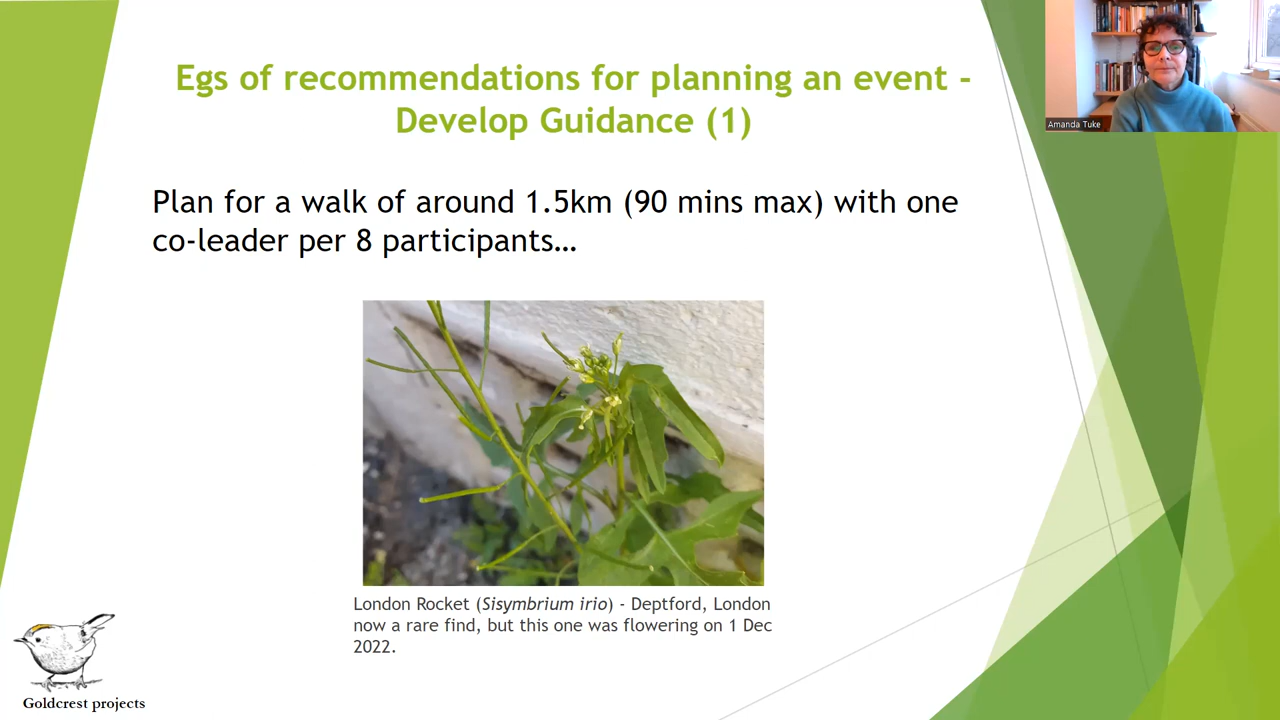 Egs of recommendations for planning an event -
Develop Guidance (1)
Amanda Tuke
Plan for a walk of around 1.5km (90 mins max) with one
co-leader per 8 participants…
London Rocket (Sisymbrium irio) - Deptford, London
now a rare find, but this one was flowering on 1 Dec
2022.
Goldcrest projects